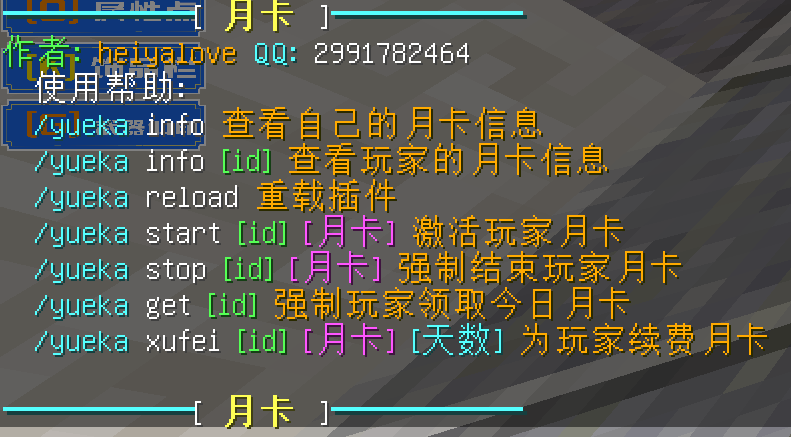 [ 月卡 ]
作者: heiyalove QQ: 2991782464
使用帮助:
/yueka info 查看自己的月卡信息
/yueka info [id] 查看玩家的月卡信息
/yueka reload 重载插件
/yueka start [id] [月卡] 激活玩家月卡
/yueka stop [id] [月卡] 强制结束玩家月卡
/yueka get [id] 强制玩家领取今日月卡
/yueka xufei [id] [月卡] [天数] 为玩家续费月卡
[ 月卡 ]